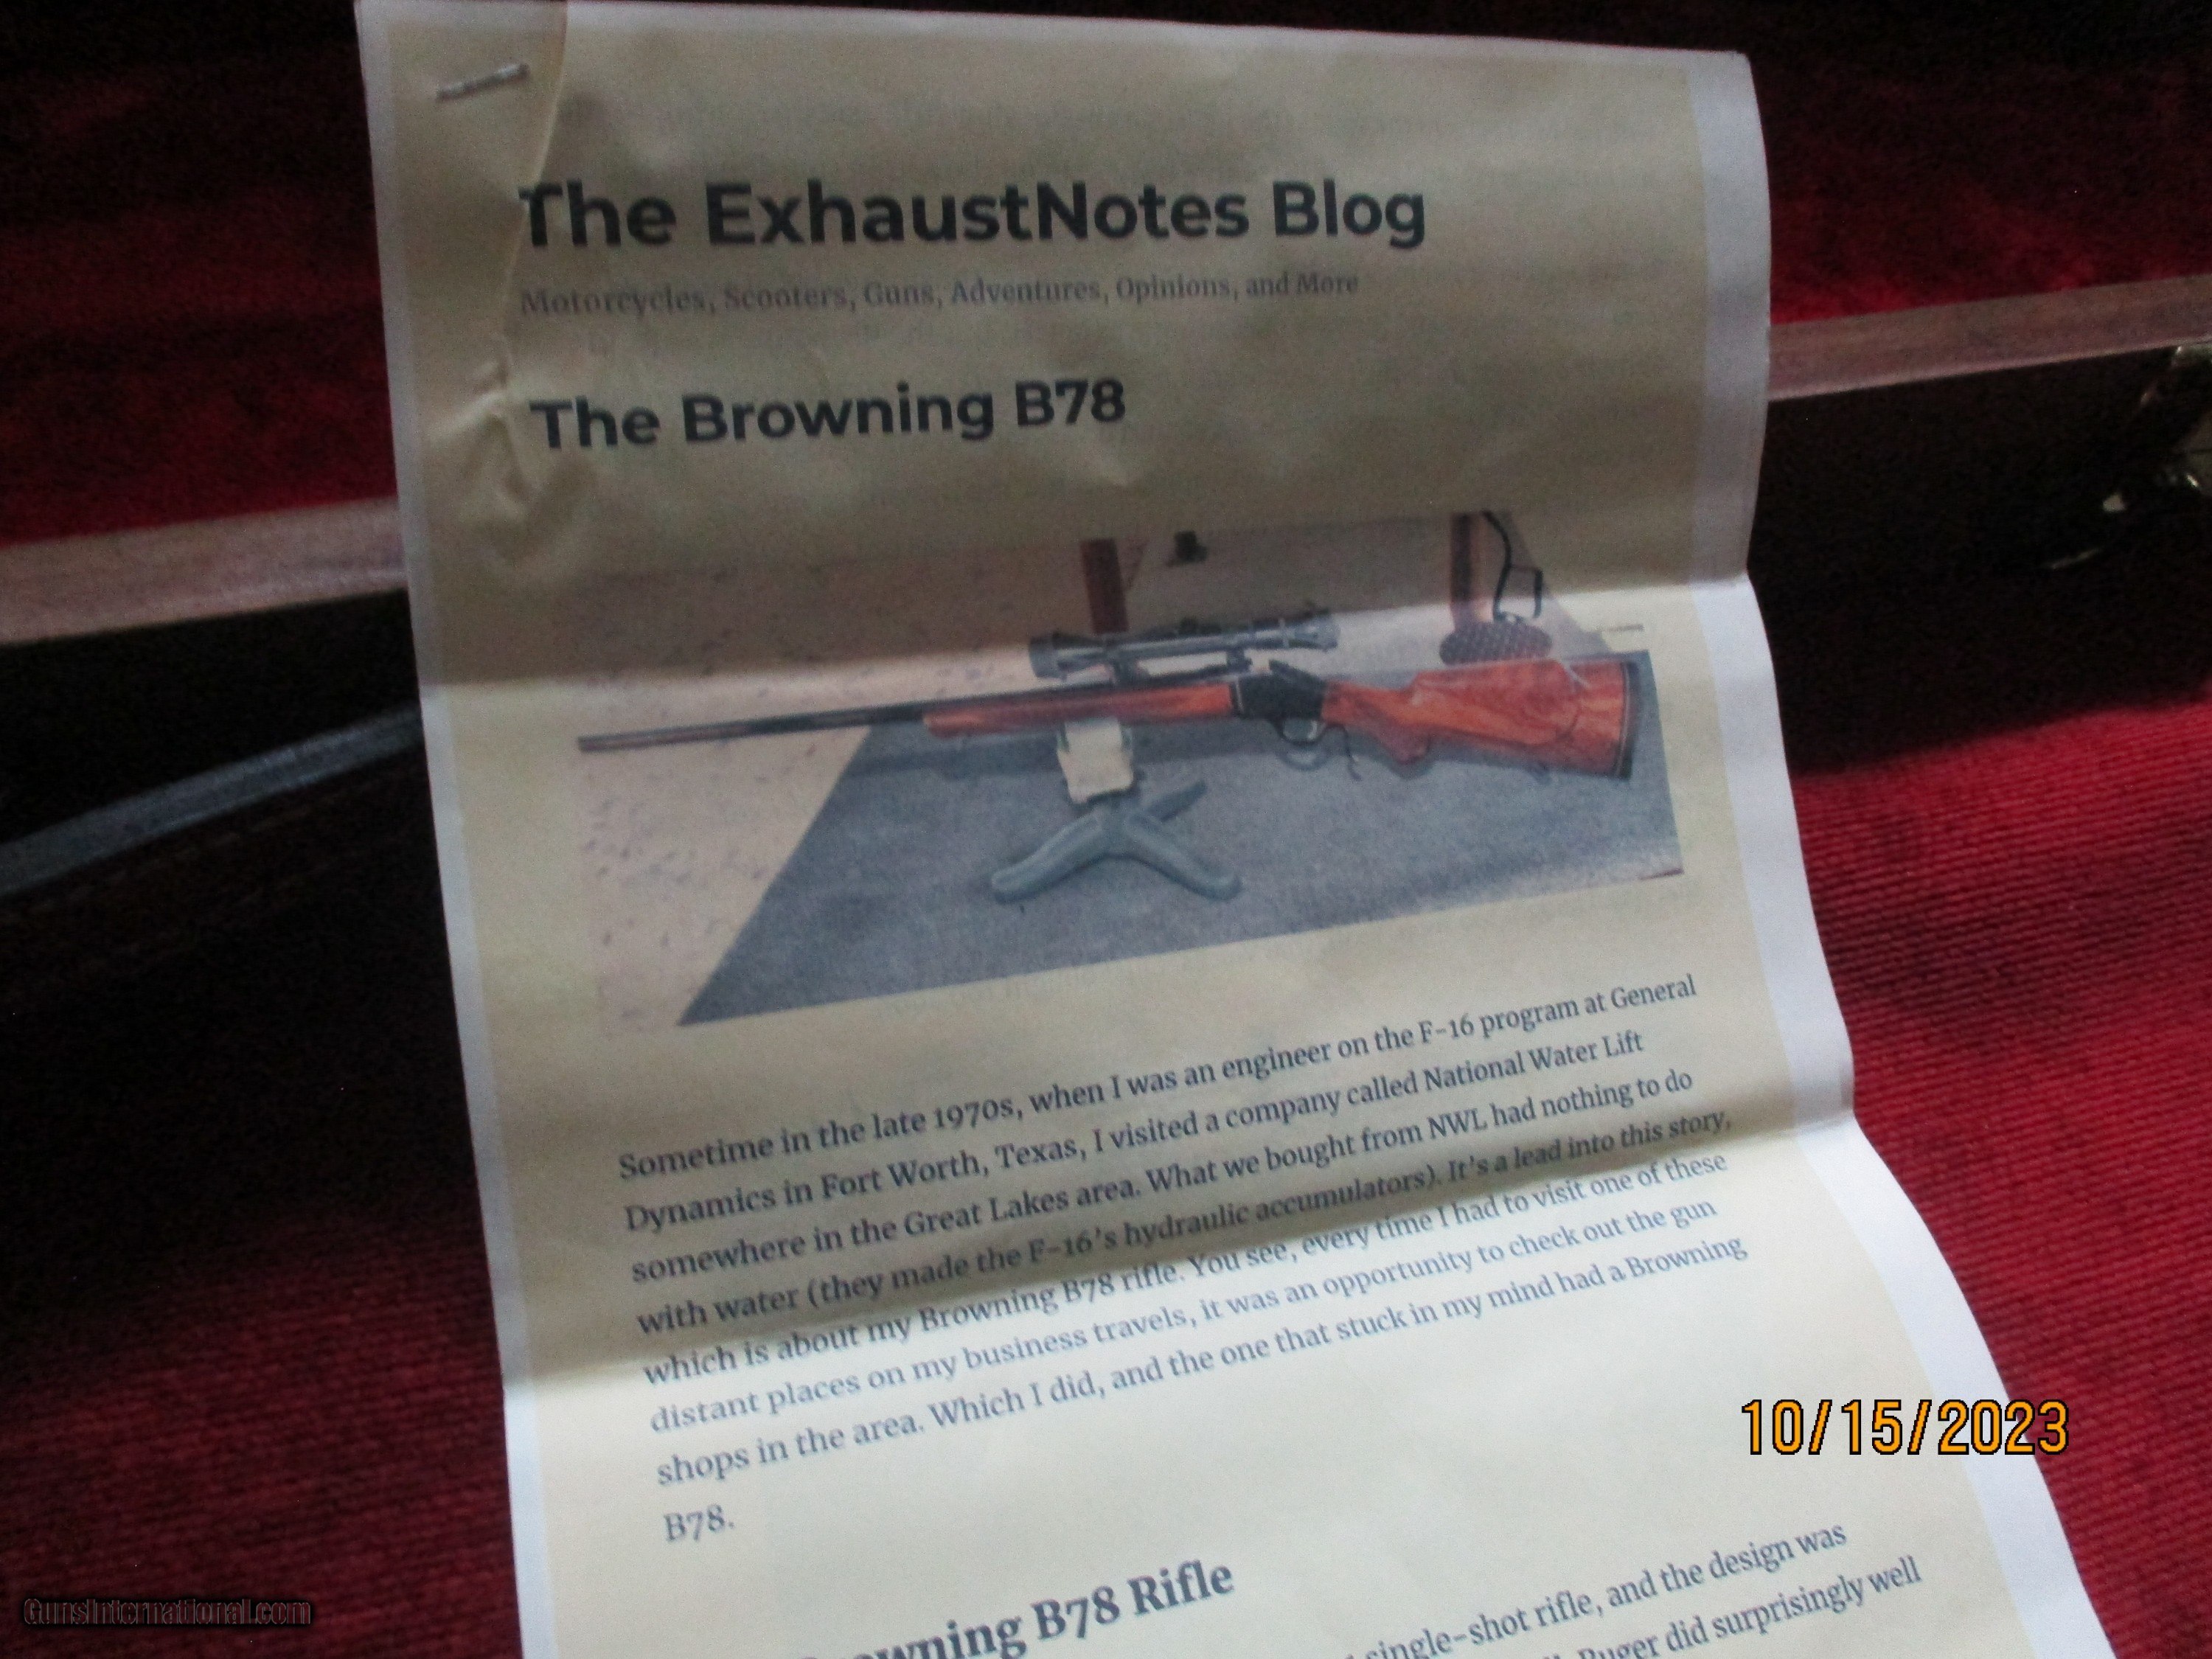 The ExhaustNotes Blog
Motorcycles, Scooters, Guns, Adventures, Opinions, and More
The Browning B78
Sometime in the late 1970s, when I was an engineer on the F-16 program at General
Dynamics in Fort Worth, Texas, I visited a company called National Water Lift
somewhere in the Great Lakes area. What we bought from NWL had nothing to do
with water (they made the F-16's hydraulic accumulators). It's a lead into this story,
which is about my Browning B78 rifle. You see, every time I had to visit one of these
distant places on my business travels, it was an opportunity to check out the gun
shops in the area. Which I did, and the one that stuck in my mind had a Browning
B78.
owning B78 Rifle
single-shot rifle, and the design was
Ruger did surprisingly well
10/15/2023
GunsInternational.com